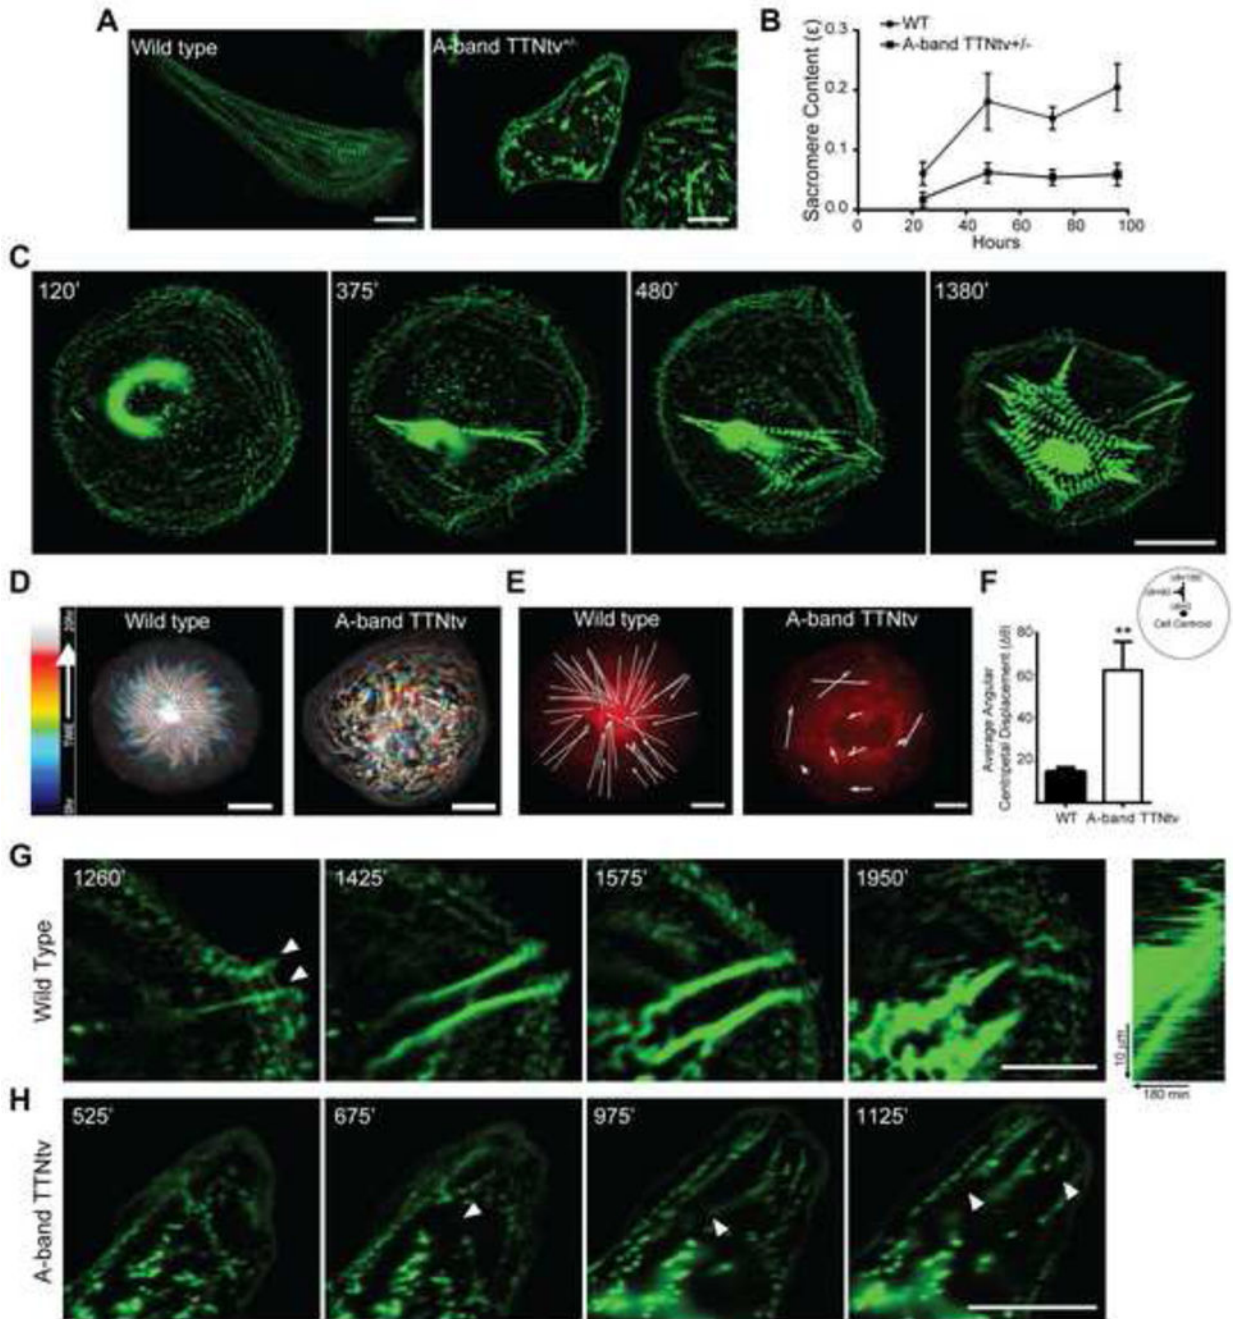 A
Wild type
A-band TTNtv+/-
B
0.3
WT
A-band TTNtv+/-
0.2
0.1
0.0
0
20
40
60
80
100
Sacromere Content (ε)
Hours
C
120'
375'
480'
1380'
D
Wild type
A-band TTNtv
E
Wild type
A-band TTNtv
F
Cell Centroid
80
60
40
20
**
Average Angular
Centripetal Displacement (Δθ)
WT
A-band TTNtv
G
Wild Type
1260'
1425'
1575'
1950'
10 µm
180 min
H
A-band TTNtv
525'
675'
975'
1125'